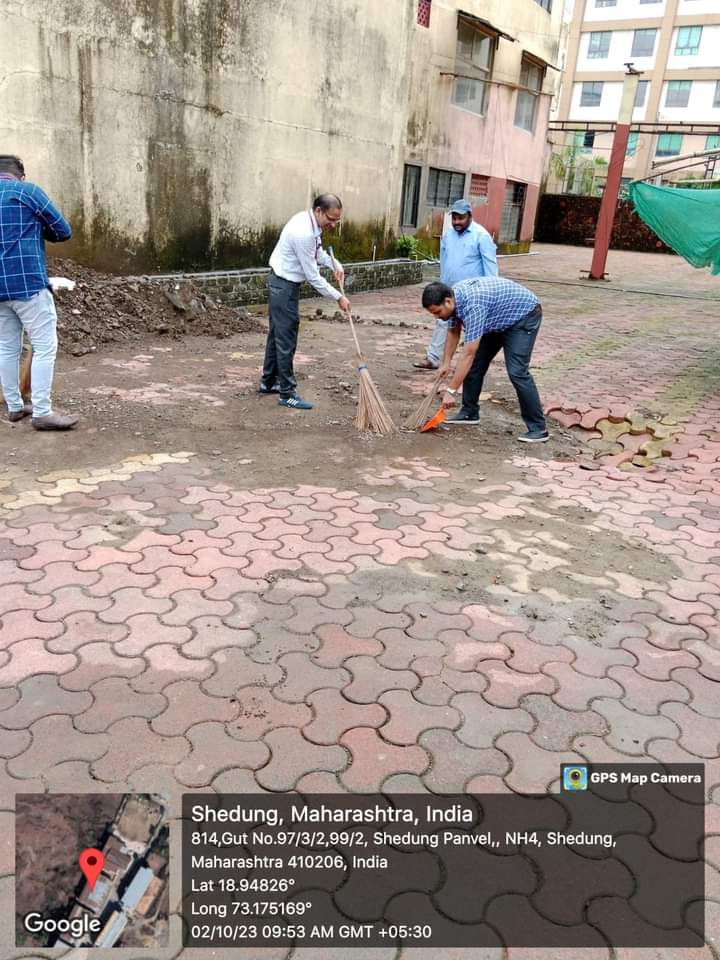 GPS Map Camera
Shedung, Maharashtra, India
814,Gut No.97/3/2,99/2, Shedung Panvel,, NH4, Shedung,
Maharashtra 410206, India
Lat 18.94826°
Long 73.175169°
02/10/23 09:53 AM GMT +05:30
Google